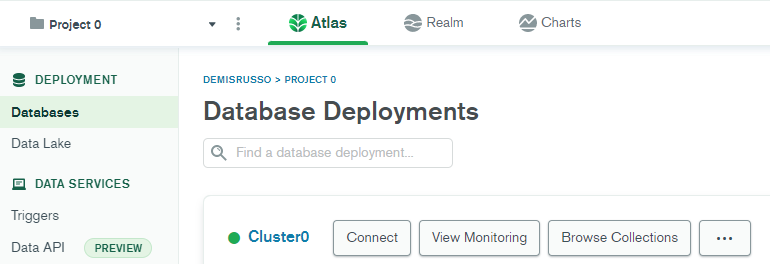 Project 0
Atlas
Realm
Charts
DEPLOYMENT
Databases
Data Lake
DATA SERVICES
Triggers
Data API PREVIEW
DEMISRUSSO > PROJECT 0
Database Deployments
Find a database deployment...
Cluster0
Connect
View Monitoring
Browse Collections
...